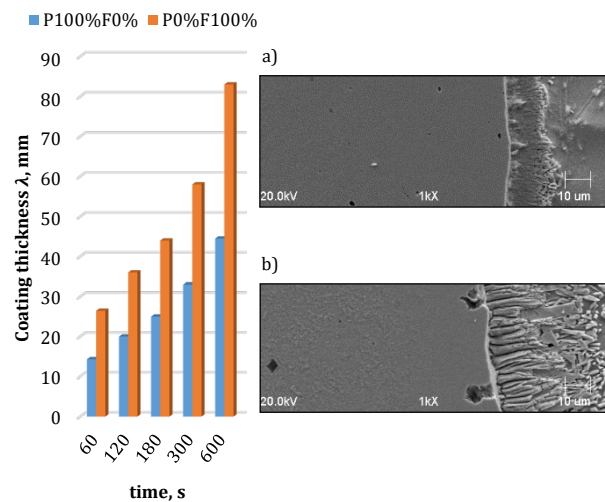 P100%F0% P0%F100%
90
80
70
60
50
40
30
20
10
0
Coating thickness λ, mm
60 120 180 300 600
time, s
a)
20.0kV 1kX 10 µm
b)
20.0kV 1kX 10 um